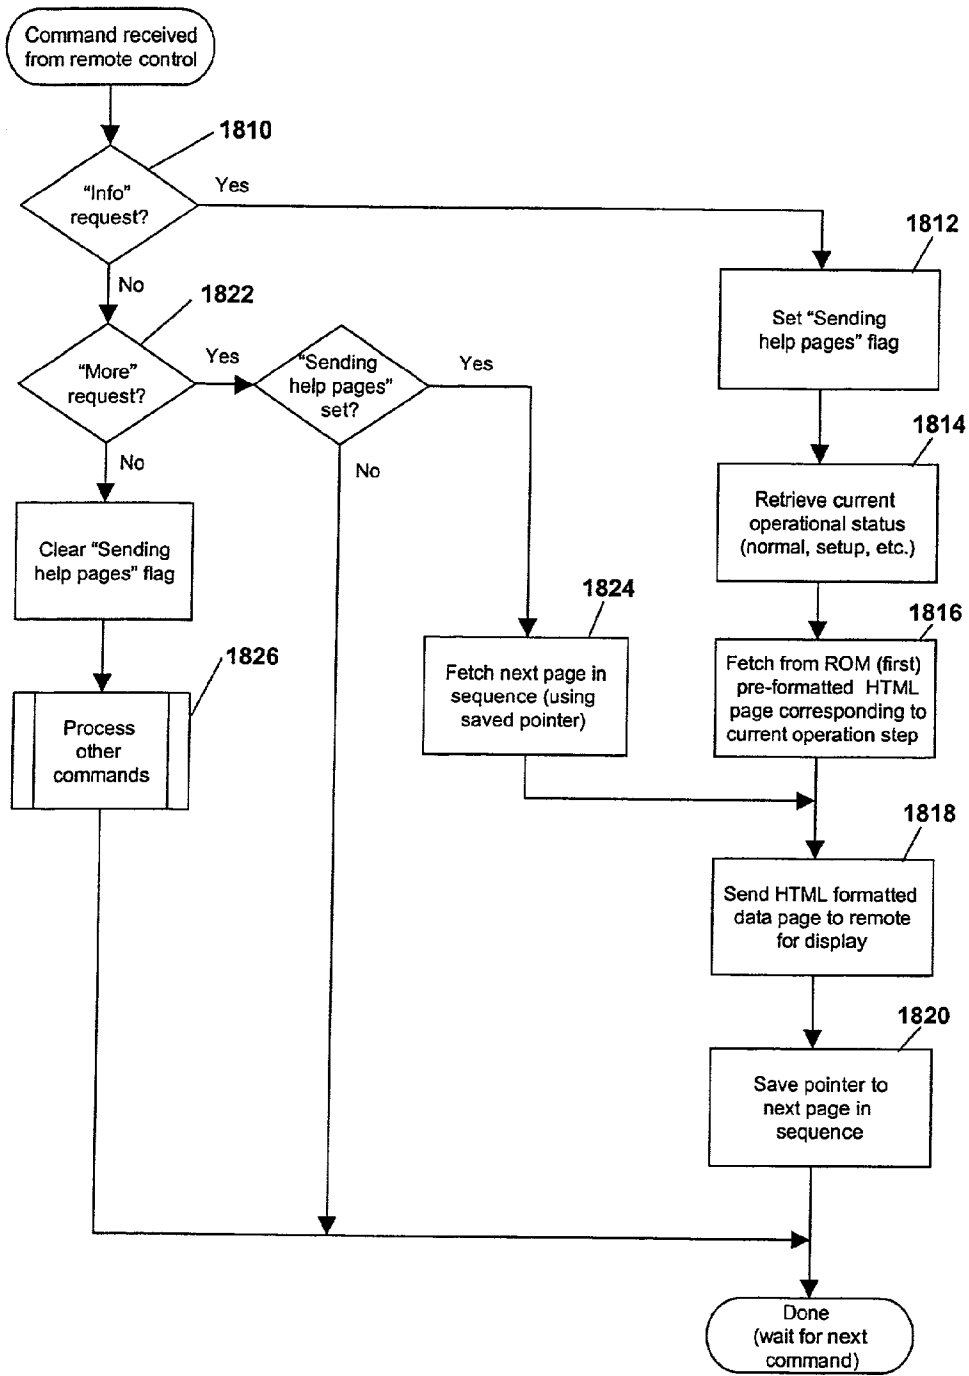 Command received
from remote control
1810
"Info"
request?
Yes
No
1812
Set "Sending
help pages" flag
1822
"More"
request?
Yes
No
"Sending
help pages"
set?
Yes
No
1814
Retrieve current
operational status
(normal, setup, etc.)
Clear "Sending
help pages" flag
1824
Fetch next page in
sequence (using
saved pointer)
1816
Fetch from ROM (first)
pre-formatted HTML
page corresponding to
current operation step
1826
Process
other
commands
1818
Send HTML formatted
data page to remote
for display
1820
Save pointer to
next page in
sequence
Done
(wait for next
command)